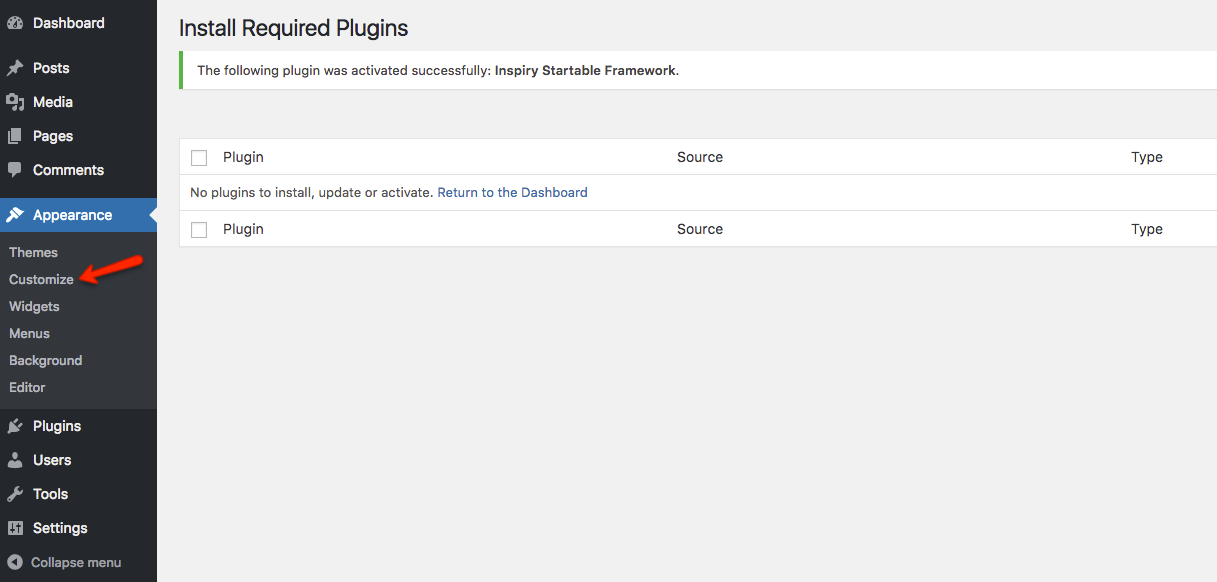 Dashboard
Posts
Media
Pages
Comments
Appearance
Themes
Customize
Widgets
Menus
Background
Editor
Plugins
Users
Tools
Settings
Collapse menu
Install Required Plugins
The following plugin was activated successfully: Inspiry Startable Framework.
Plugin Source Type
No plugins to install, update or activate. Return to the Dashboard
Plugin Source Type